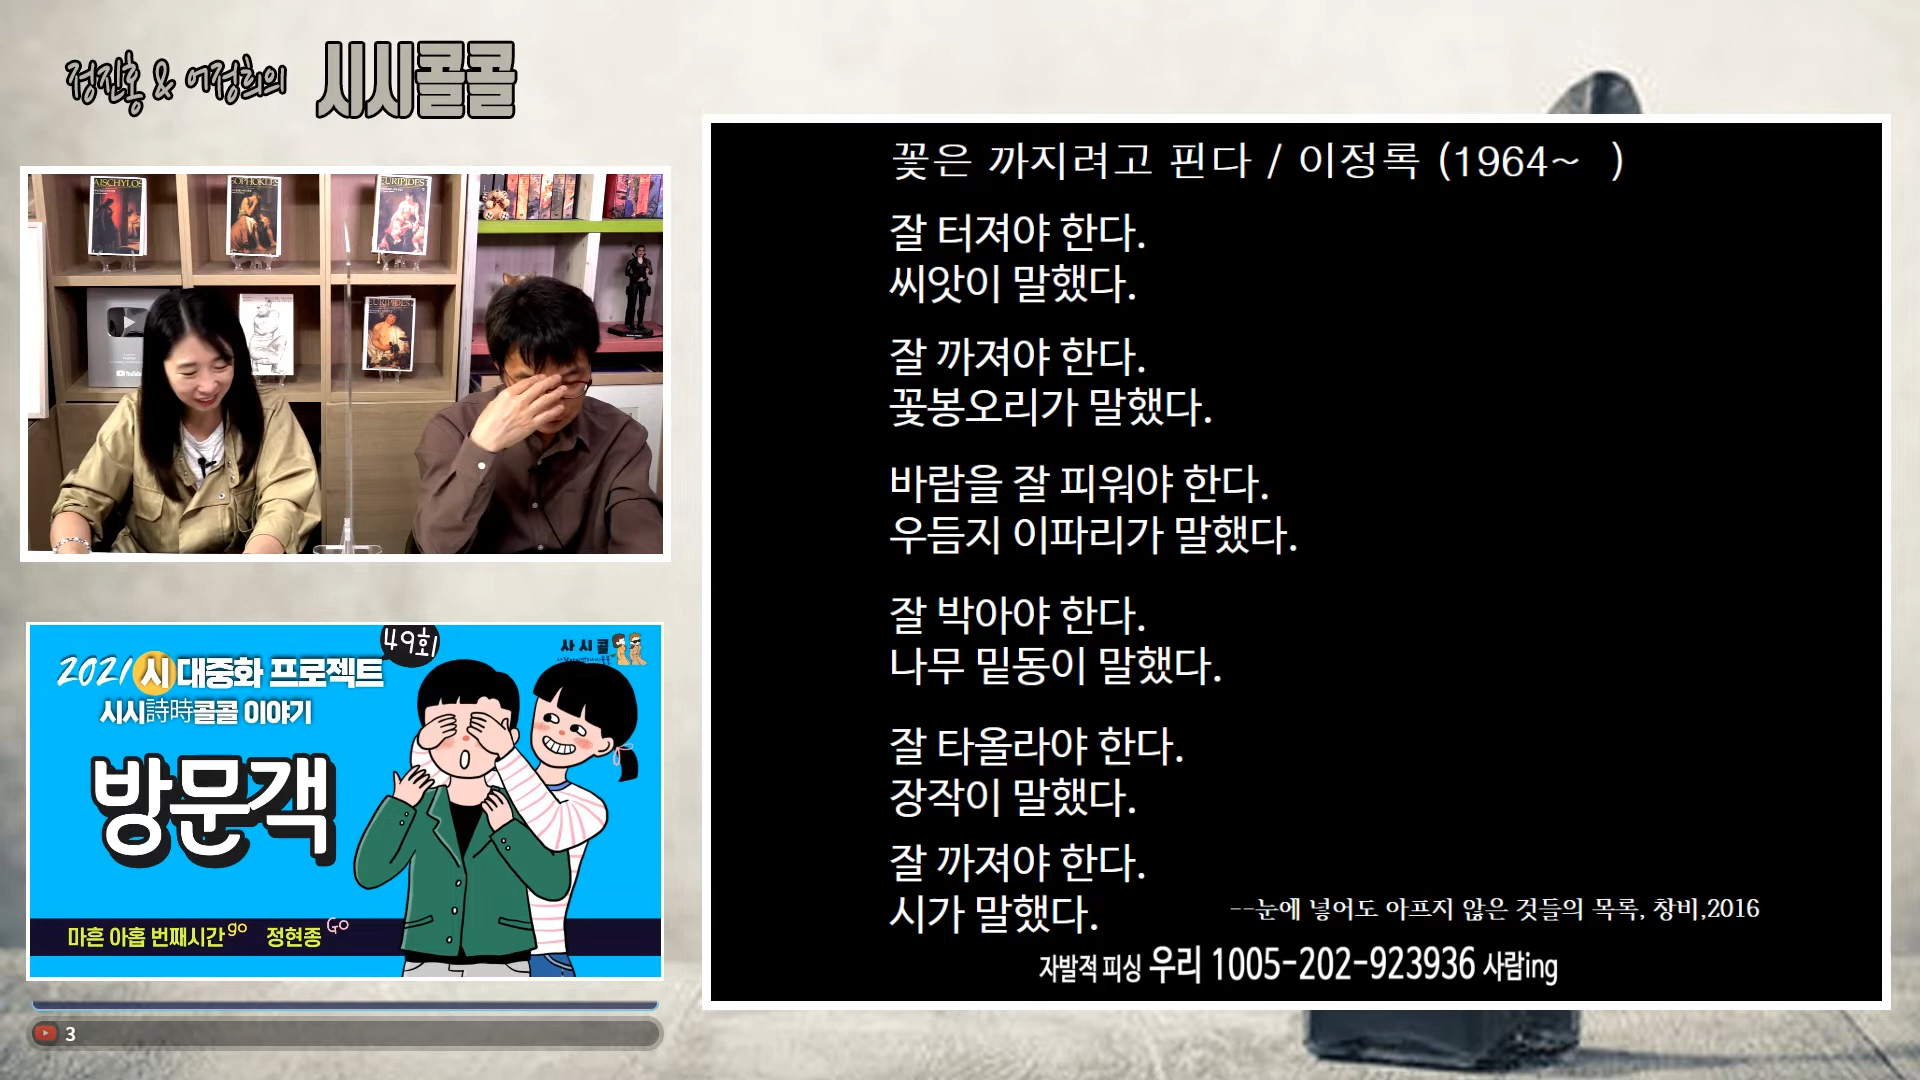 정진홍 & 어정희의 시시콜콜
AISCHYLOS
SOPHOKLES
EURIPIDES
EURIPIDES
YouTube
49회
사 시 콜
2021 시 대중화 프로젝트
시시詩時콜콜 이야기
방문객
마흔 아홉 번째시간 go 정현종 Go
3
꽃은 까지려고 핀다 / 이정록 (1964~ )
잘 터져야 한다.
씨앗이 말했다.
잘 까져야 한다.
꽃봉오리가 말했다.
바람을 잘 피워야 한다.
우듬지 이파리가 말했다.
잘 박아야 한다.
나무 밑동이 말했다.
잘 타올라야 한다.
장작이 말했다.
잘 까져야 한다.
시가 말했다.
--눈에 넣어도 아프지 않은 것들의 목록, 창비,2016
자발적 피싱 우리 1005-202-923936 사람ing